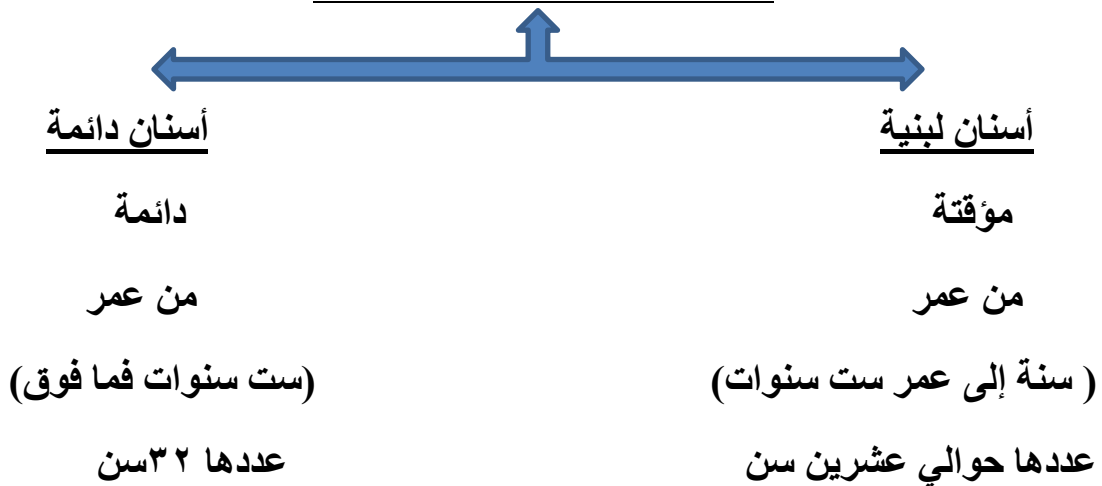 أسنان لبنية
مؤقتة
من عمر
( سنة إلى عمر ست سنوات)
عددها حوالي عشرين سن
أسنان دائمة
دائمة
من عمر
(ست سنوات فما فوق)
عددها ٣٢سن